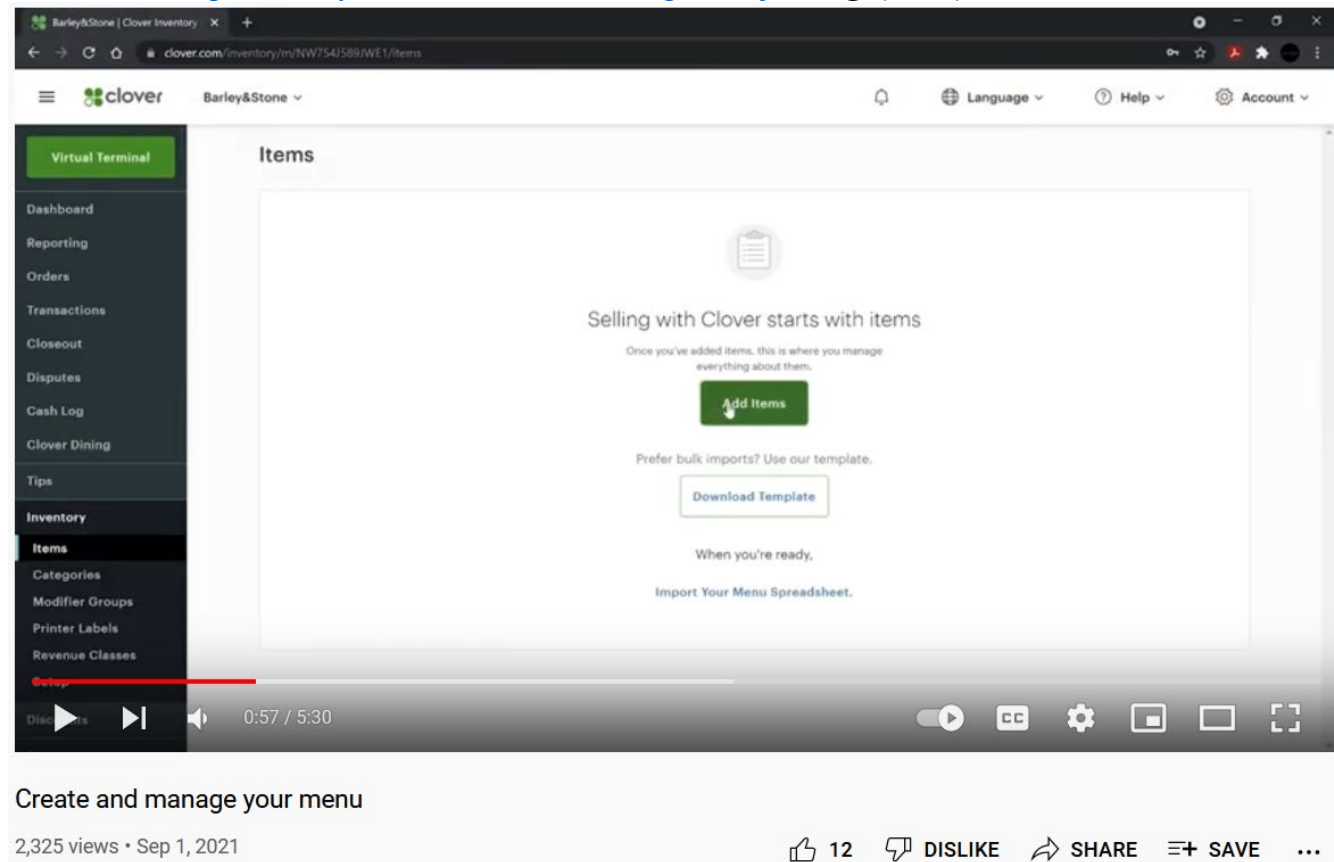 Barley&Stone | Clover Inventory
clover.com/inventory/m/NW754J589JWE1/items
clover
Barley&Stone
Language
Help
Account
Virtual Terminal
Items
Dashboard
Reporting
Orders
Transactions
Closeout
Disputes
Cash Log
Clover Dining
Tips
Inventory
Items
Categories
Modifier Groups
Printer Labels
Revenue Classes
Setup
Selling with Clover starts with items
Once you've added items, this is where you manage
everything about them.
Add Items
Prefer bulk imports? Use our template.
Download Template
When you're ready,
Import Your Menu Spreadsheet.
0:57 / 5:30
CC
Create and manage your menu
2,325 views • Sep 1, 2021
12 DISLIKE SHARE SAVE